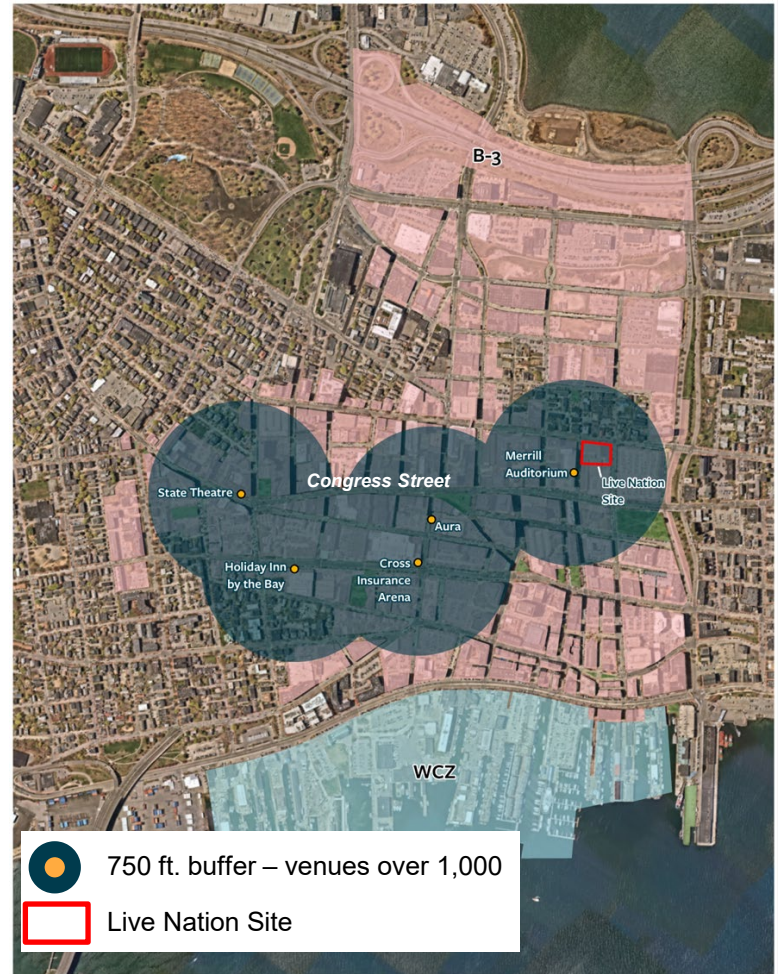 B-3
Merrill
Auditorium
Live Nation
Site
Congress Street
State Theatre
Aura
Holiday Inn
by the Bay
Cross
Insurance
Arena
WCZ
750 ft. buffer – venues over 1,000
Live Nation Site